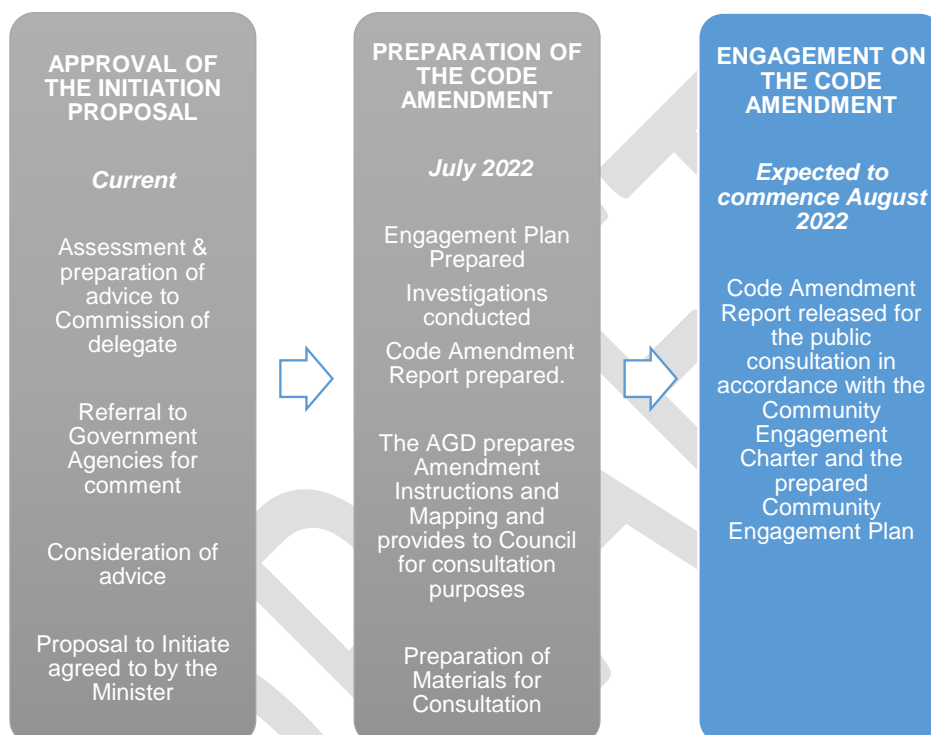 APPROVAL OF
THE INITIATION
PROPOSAL
Current
Assessment &
preparation of
advice to
Commission of
delegate
Referral to
Government
Agencies for
comment
Consideration of
advice
Proposal to Initiate
agreed to by the
Minister
PREPARATION OF
THE CODE
AMENDMENT
July 2022
Engagement Plan
Prepared
Investigations
conducted
Code Amendment
Report prepared.
The AGD prepares
Amendment
Instructions and
Mapping and
provides to Council
for consultation
purposes
Preparation of
Materials for
Consultation
ENGAGEMENT ON
THE CODE
AMENDMENT
Expected to
commence August
2022
Code Amendment
Report released for
the public
consultation in
accordance with the
Community
Engagement
Charter and the
prepared
Community
Engagement Plan